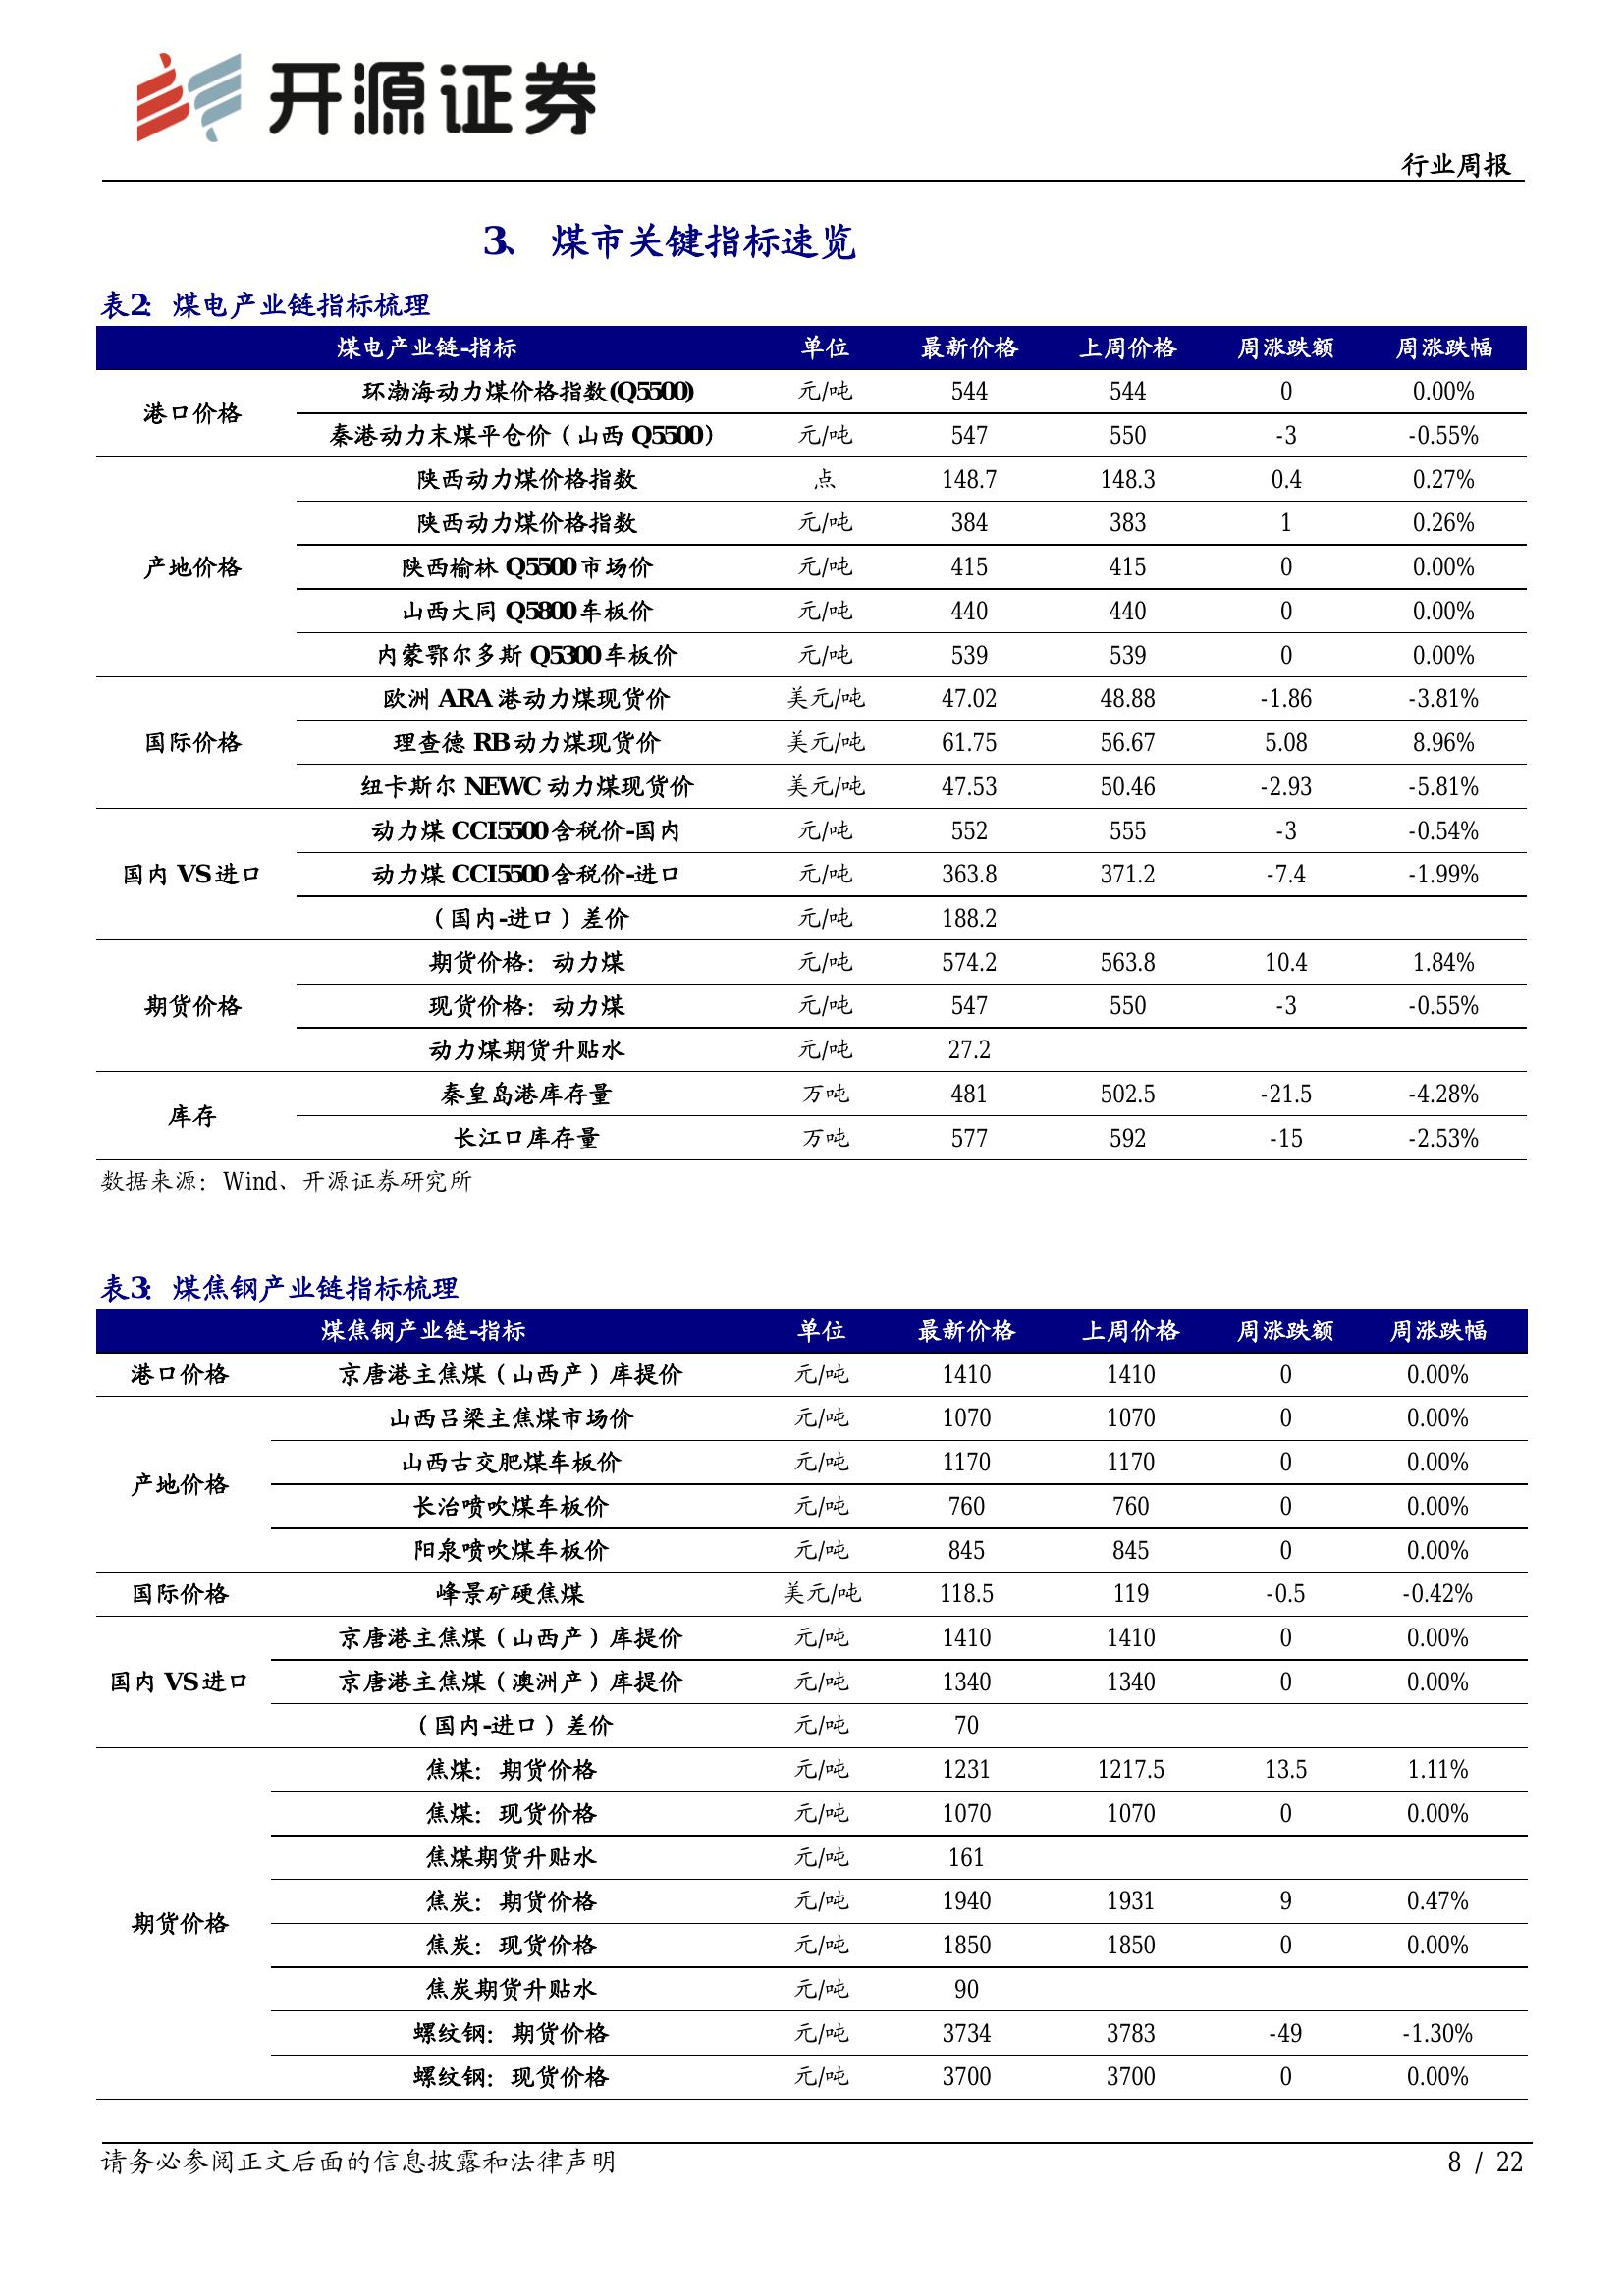 开源证券
行业周报
3、 煤市关键指标速览
表2：煤电产业链指标梳理
煤电产业链-指标 单位 最新价格 上周价格 周涨跌额 周涨跌幅
港口价格 环渤海动力煤价格指数(Q5500) 元/吨 544 544 0 0.00%
秦港动力末煤平仓价（山西 Q5500） 元/吨 547 550 -3 -0.55%
产地价格 陕西动力煤价格指数 点 148.7 148.3 0.4 0.27%
陕西动力煤价格指数 元/吨 384 383 1 0.26%
陕西榆林 Q5500 市场价 元/吨 415 415 0 0.00%
山西大同 Q5800 车板价 元/吨 440 440 0 0.00%
内蒙鄂尔多斯 Q5300 车板价 元/吨 539 539 0 0.00%
国际价格 欧洲 ARA 港动力煤现货价 美元/吨 47.02 48.88 -1.86 -3.81%
理查德 RB 动力煤现货价 美元/吨 61.75 56.67 5.08 8.96%
纽卡斯尔 NEWC 动力煤现货价 美元/吨 47.53 50.46 -2.93 -5.81%
国内 VS 进口 动力煤 CCI5500 含税价-国内 元/吨 552 555 -3 -0.54%
动力煤 CCI5500 含税价-进口 元/吨 363.8 371.2 -7.4 -1.99%
（国内-进口）差价 元/吨 188.2
期货价格 期货价格：动力煤 元/吨 574.2 563.8 10.4 1.84%
现货价格：动力煤 元/吨 547 550 -3 -0.55%
动力煤期货升贴水 元/吨 27.2
库存 秦皇岛港库存量 万吨 481 502.5 -21.5 -4.28%
长江口库存量 万吨 577 592 -15 -2.53%
数据来源：Wind、开源证券研究所
表3：煤焦钢产业链指标梳理
煤焦钢产业链-指标 单位 最新价格 上周价格 周涨跌额 周涨跌幅
港口价格 京唐港主焦煤（山西产）库提价 元/吨 1410 1410 0 0.00%
产地价格 山西吕梁主焦煤市场价 元/吨 1070 1070 0 0.00%
山西古交肥煤车板价 元/吨 1170 1170 0 0.00%
长治喷吹煤车板价 元/吨 760 760 0 0.00%
阳泉喷吹煤车板价 元/吨 845 845 0 0.00%
国际价格 峰景矿硬焦煤 美元/吨 118.5 119 -0.5 -0.42%
国内 VS 进口 京唐港主焦煤（山西产）库提价 元/吨 1410 1410 0 0.00%
京唐港主焦煤（澳洲产）库提价 元/吨 1340 1340 0 0.00%
（国内-进口）差价 元/吨 70
期货价格 焦煤：期货价格 元/吨 1231 1217.5 13.5 1.11%
焦煤：现货价格 元/吨 1070 1070 0 0.00%
焦煤期货升贴水 元/吨 161
焦炭：期货价格 元/吨 1940 1931 9 0.47%
焦炭：现货价格 元/吨 1850 1850 0 0.00%
焦炭期货升贴水 元/吨 90
螺纹钢：期货价格 元/吨 3734 3783 -49 -1.30%
螺纹钢：现货价格 元/吨 3700 3700 0 0.00%
请务必参阅正文后面的信息披露和法律声明 8 / 22